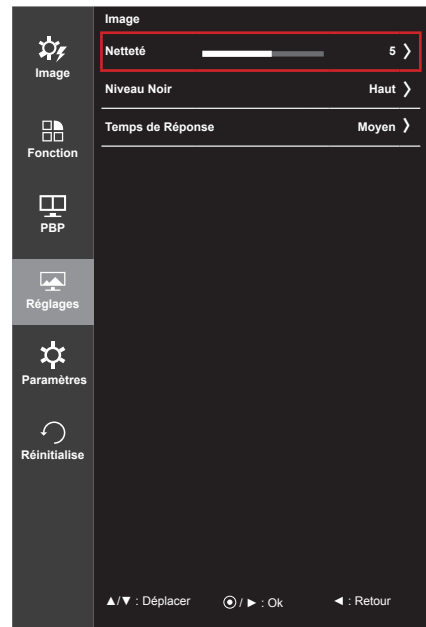 Image
Netteté 5 〉
Niveau Noir Haut 〉
Temps de Réponse Moyen 〉
Image
Fonction
PBP
Réglages
Paramètres
Réinitialise
▲/▼ : Déplacer ⦿ / ► : Ok ◄ : Retour